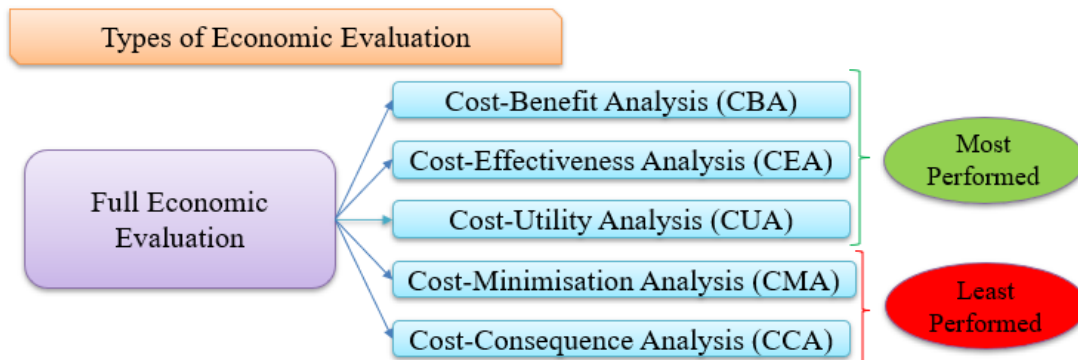 Types of Economic Evaluation
Full Economic
Evaluation
Cost-Benefit Analysis (CBA)
Cost-Effectiveness Analysis (CEA)
Cost-Utility Analysis (CUA)
Cost-Minimisation Analysis (CMA)
Cost-Consequence Analysis (CCA)
Most
Performed
Least
Performed